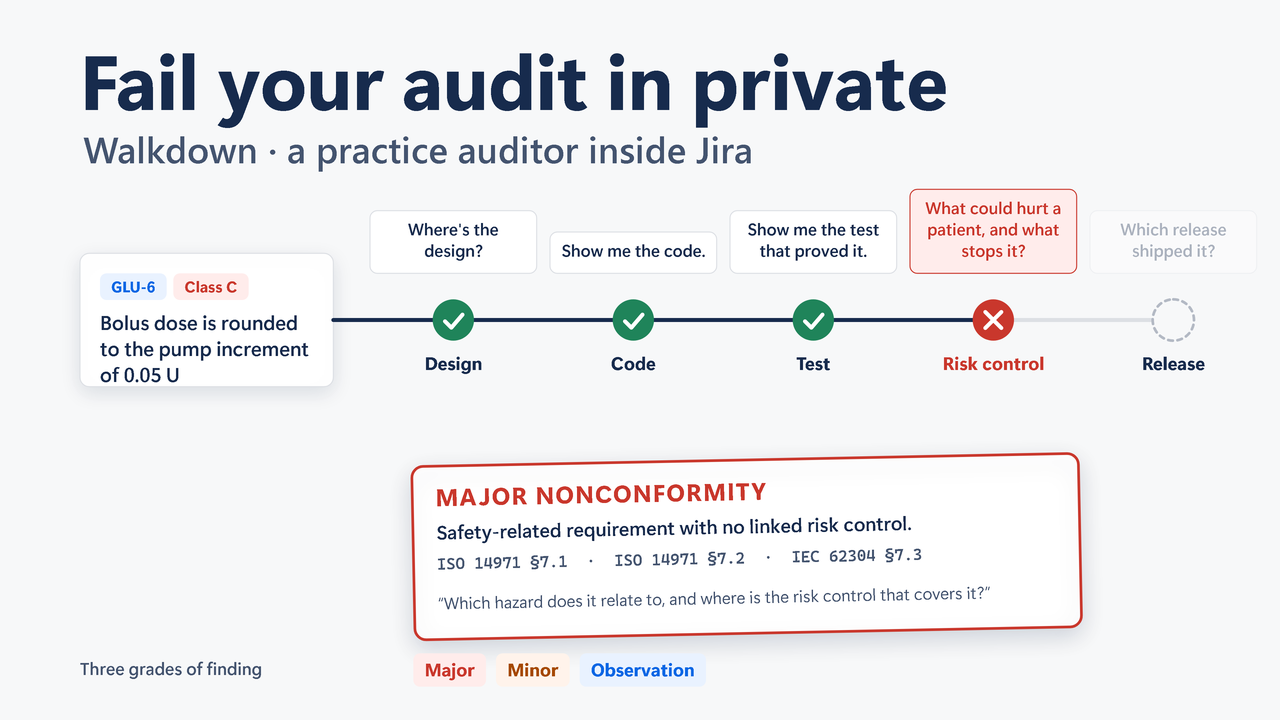 Fail your audit in private
Walkdown · a practice auditor inside Jira
Where's the
design?
Show me the code.
Show me the test
that proved it.
What could hurt a
patient, and what
stops it?
Which release
shipped it?
GLU-6
Class C
Bolus dose is rounded
to the pump increment
of 0.05 U
Design
Code
Test
Risk control
Release
MAJOR NONCONFORMITY
Safety-related requirement with no linked risk control.
ISO 14971 §7.1 · ISO 14971 §7.2 · IEC 62304 §7.3
“Which hazard does it relate to, and where is the risk control that covers it?”
Three grades of finding
Major
Minor
Observation